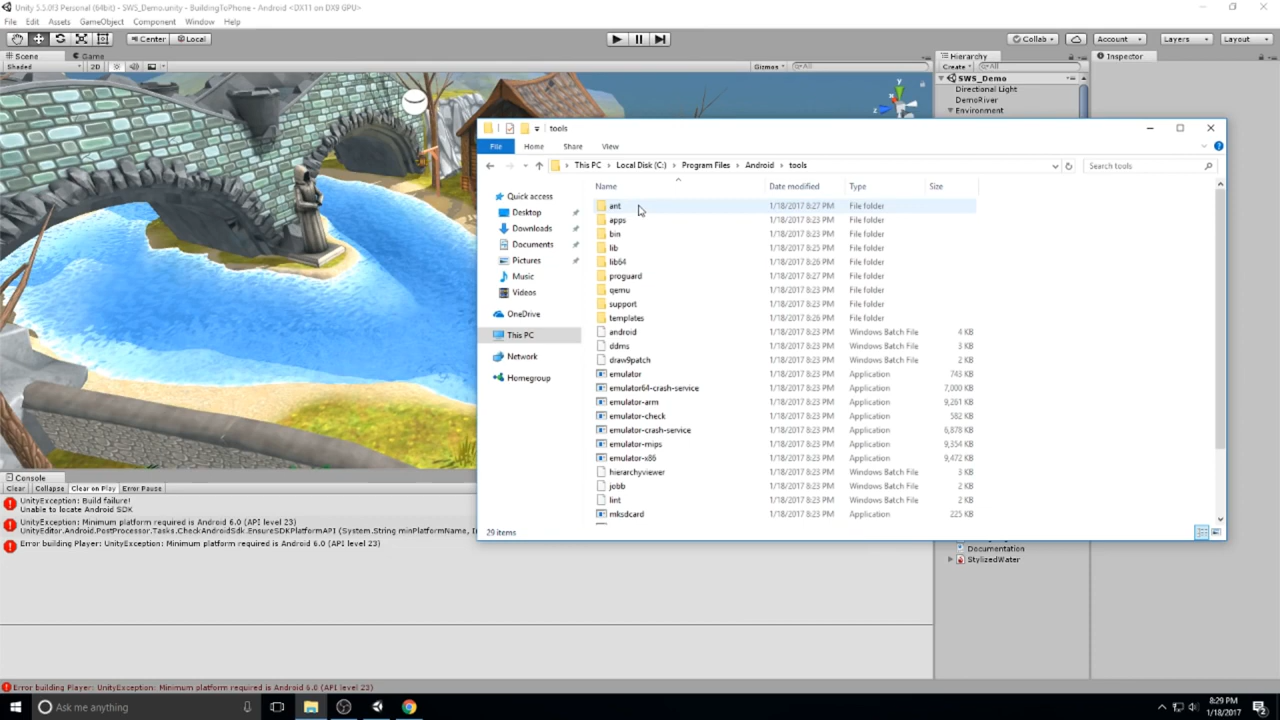 Unity 5.5.0f3 Personal (64bit) - SWS_Demo.unity - BuildingToPhone - Android <DX11 on DX9 GPU>
File Edit Assets GameObject Component Window Help
Center Local Collab Account Layers Layout
Scene Game Hierarchy Inspector
Shaded 2D Gizmos All Create All
SWS_Demo
Directional Light
DemoRiver
Environment
tools
File Home Share View
This PC Local Disk (C:) Program Files Android tools Search tools
Name Date modified Type Size
Quick access
Desktop
Downloads
Documents
Pictures
Music
Videos
OneDrive
This PC
Network
Homegroup
ant 1/18/2017 8:27 PM File folder
apps 1/18/2017 8:23 PM File folder
bin 1/18/2017 8:23 PM File folder
lib 1/18/2017 8:25 PM File folder
lib64 1/18/2017 8:26 PM File folder
proguard 1/18/2017 8:27 PM File folder
qemu 1/18/2017 8:23 PM File folder
support 1/18/2017 8:23 PM File folder
templates 1/18/2017 8:26 PM File folder
android 1/18/2017 8:23 PM Windows Batch File 4 KB
ddms 1/18/2017 8:23 PM Windows Batch File 3 KB
draw9patch 1/18/2017 8:23 PM Windows Batch File 2 KB
emulator 1/18/2017 8:23 PM Application 743 KB
emulator64-crash-service 1/18/2017 8:23 PM Application 7,000 KB
emulator-arm 1/18/2017 8:23 PM Application 9,261 KB
emulator-check 1/18/2017 8:23 PM Application 582 KB
emulator-crash-service 1/18/2017 8:23 PM Application 6,878 KB
emulator-mips 1/18/2017 8:23 PM Application 9,354 KB
emulator-x86 1/18/2017 8:23 PM Application 9,472 KB
hierarchyviewer 1/18/2017 8:23 PM Windows Batch File 3 KB
jobb 1/18/2017 8:23 PM Windows Batch File 2 KB
lint 1/18/2017 8:23 PM Windows Batch File 2 KB
mksdcard 1/18/2017 8:23 PM Application 225 KB
29 items
Console
Clear Collapse Clear on Play Error Pause
UnityException: Build failure!
Unable to locate Android SDK
UnityException: Minimum platform required is Android 6.0 (API level 23)
UnityEditor.Android.PostProcessor.Tasks.CheckAndroidSdk.EnsureSDKPlatformAPI (System.String minPlatformName,
Error building Player: UnityException: Minimum platform required is Android 6.0 (API level 23)
Documentation
StylizedWater
Error building Player: UnityException: Minimum platform required is Android 6.0 (API level 23)
Ask me anything
8:29 PM
1/18/2017
2